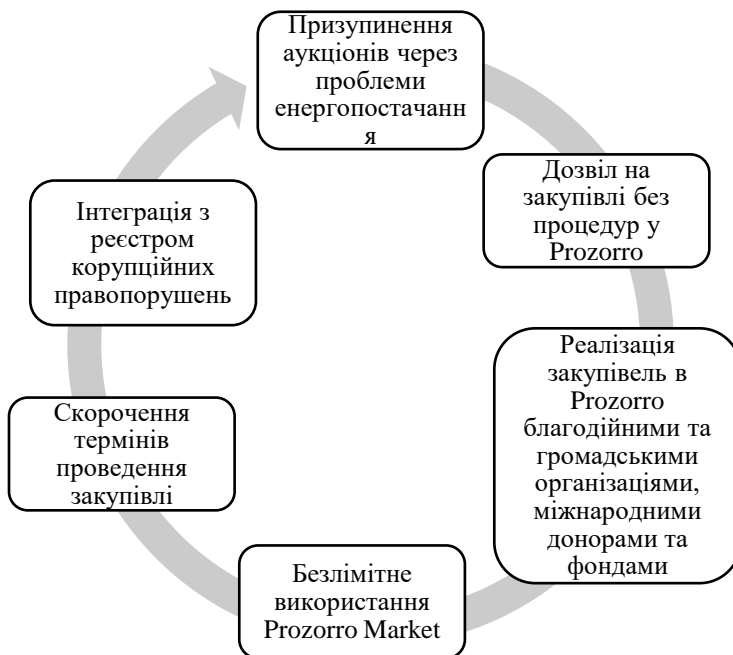 Призупинення
аукціонів через
проблеми
енергопостачанн
я
Дозвіл на
закупівлі без
процедур у
Prozorro
Реалізація
закупівель в
Prozorro
благодійними та
громадськими
організаціями,
міжнародними
донорами та
фондами
Безлімітне
використання
Prozorro Market
Скорочення
термінів
проведення
закупівлі
Інтеграція з
реєстром
корупційних
правопорушень